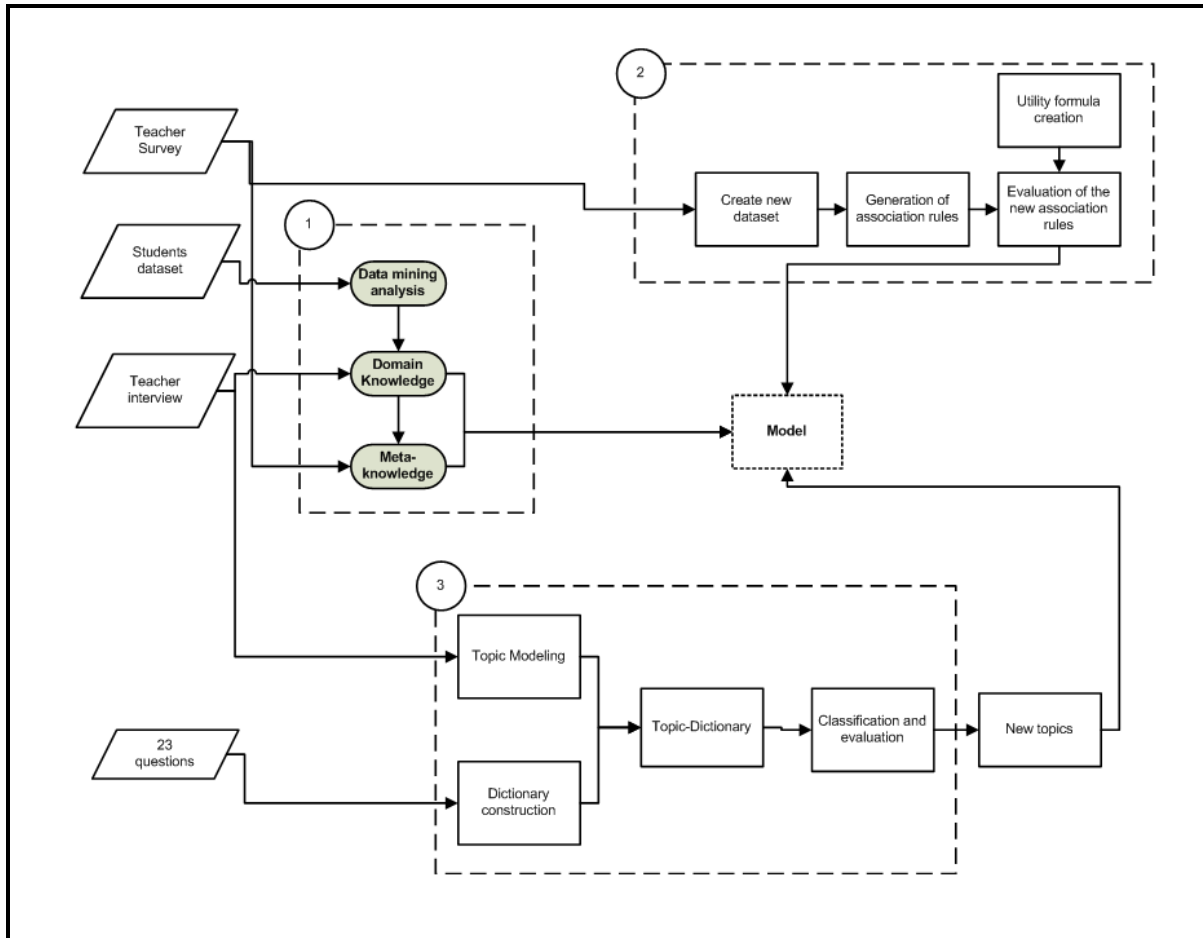 2
Utility formula
creation
Teacher
Survey
Create new
dataset
Generation of
association rules
Evaluation of the
new association
rules
1
Students
dataset
Data mining
analysis
Teacher
interview
Domain
Knowledge
Meta-
knowledge
Model
3
Topic Modeling
Topic-Dictionary
Classification and
evaluation
New topics
23
questions
Dictionary
construction